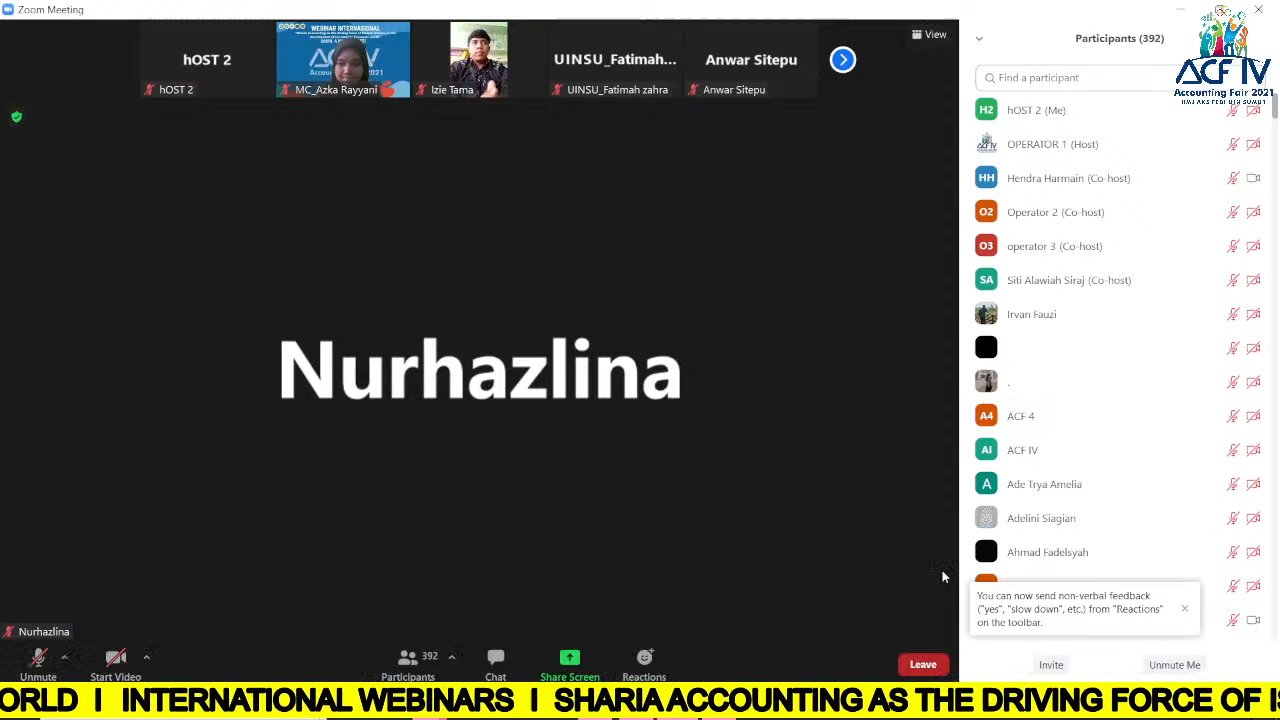 Zoom Meeting
hOST 2
hOST 2
WEBINAR INTERNASIONAL
MC_Azka Rayyani
Izie Tama
UINSU_Fatimah...
UINSU_Fatimah zahra
Anwar Sitepu
Anwar Sitepu
View
Participants (392)
Find a participant
ACF IV
Accounting Fair 2021
hOST 2 (Me)
H2
OPERATOR 1 (Host)
HH
Hendra Harmain (Co-host)
O2
Operator 2 (Co-host)
O3
operator 3 (Co-host)
SA
Siti Alawiah Siraj (Co-host)
Irvan Fauzi
.
A4
ACF 4
AI
ACF IV
A
Ade Trya Amelia
Adelini Siagian
Ahmad Fadelsyah
You can now send non-verbal feedback
("yes", "slow down", etc.) from "Reactions"
on the toolbar.
Nurhazlina
Nurhazlina
Unmute
Start Video
392
Participants
Chat
Share Screen
Reactions
Leave
Invite
Unmute Me
ORLD I INTERNATIONAL WEBINARS I SHARIA ACCOUNTING AS THE DRIVING FORCE OF IS